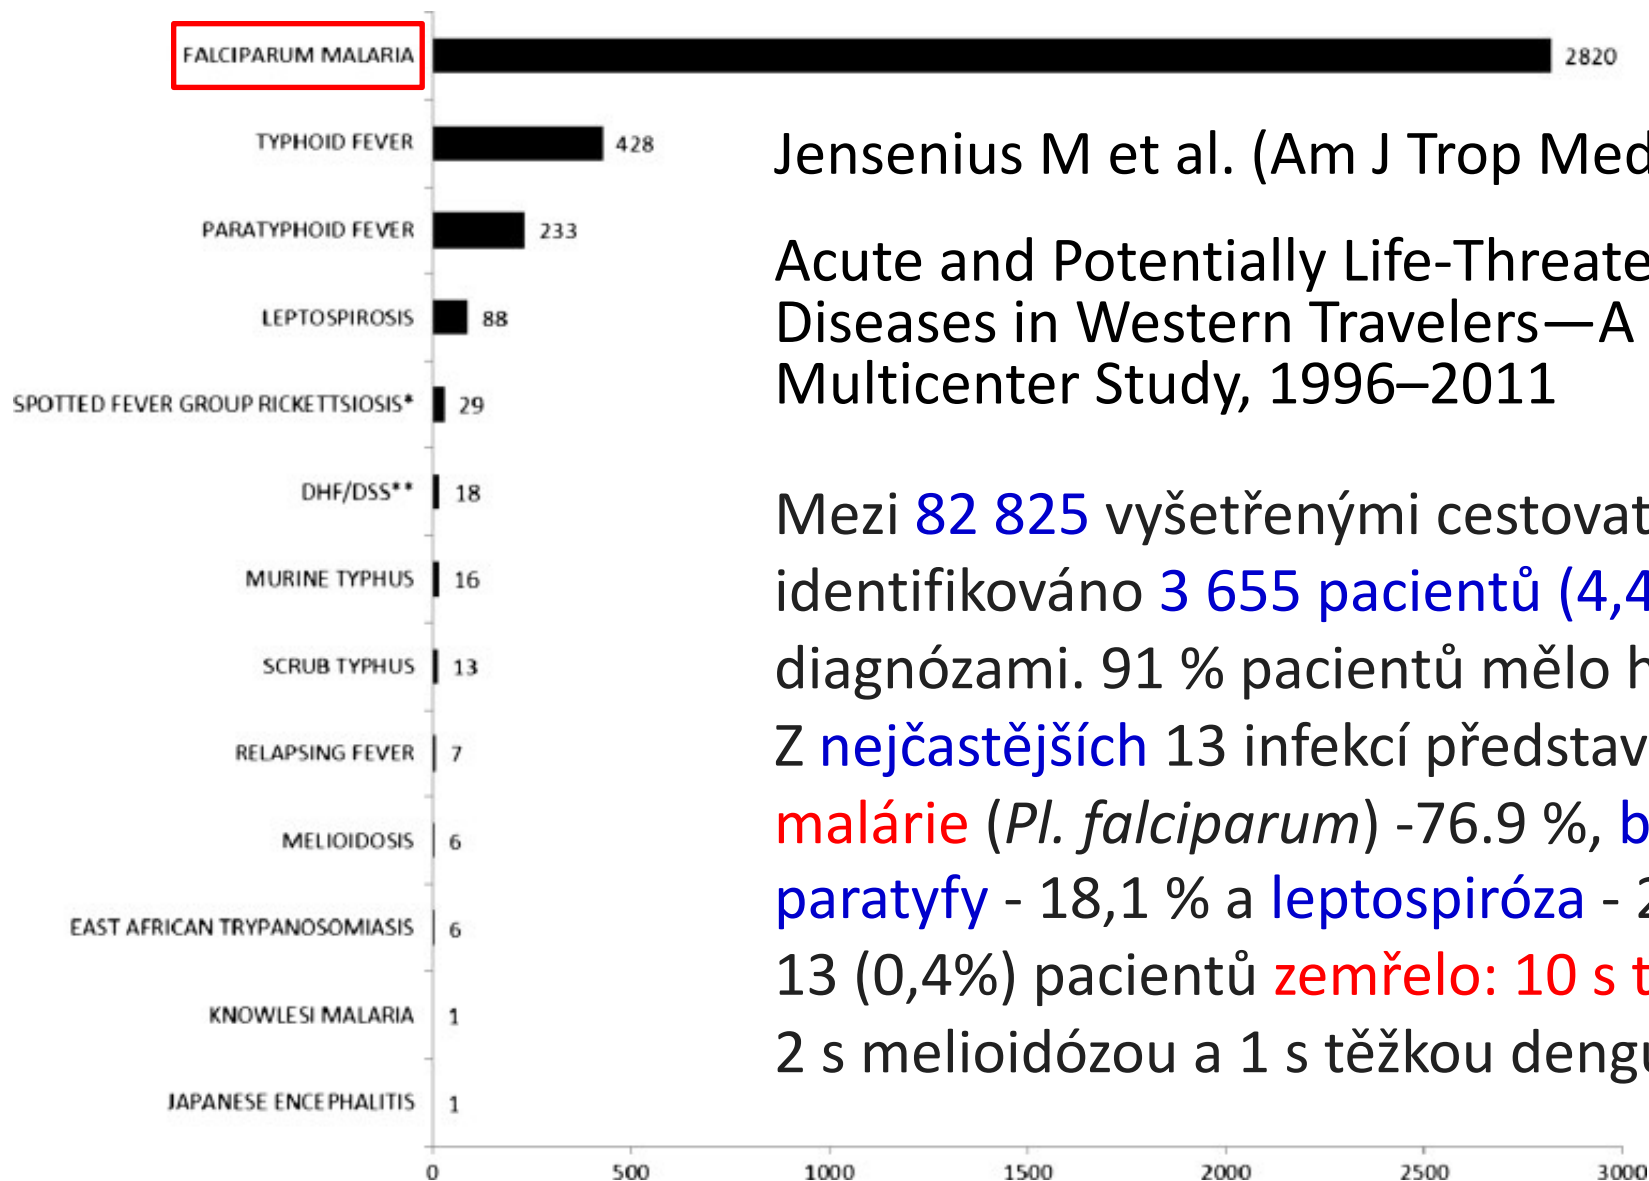 FALCIPARUM MALARIA 2820
TYPHOID FEVER 428
PARATYPHOID FEVER 233
LEPTOSPIROSIS 88
SPOTTED FEVER GROUP RICKETTSIOSIS* 29
DHF/DSS** 18
MURINE TYPHUS 16
SCRUB TYPHUS 13
RELAPSING FEVER 7
MELIOIDOSIS 6
EAST AFRICAN TRYPANOSOMIASIS 6
KNOWLESI MALARIA 1
JAPANESE ENCEPHALITIS 1
0 500 1000 1500 2000 2500 3000
Jensenius M et al. (Am J Trop Med
Acute and Potentially Life-Threate
Diseases in Western Travelers—A
Multicenter Study, 1996–2011
Mezi 82 825 vyšetřenými cestovat
identifikováno 3 655 pacientů (4,4
diagnózami. 91 % pacientů mělo h
Z nejčastějších 13 infekcí představ
malárie (Pl. falciparum) -76.9 %, b
paratyfy - 18,1 % a leptospiróza - 2
13 (0,4%) pacientů zemřelo: 10 s t
2 s melioidózou a 1 s těžkou dengu